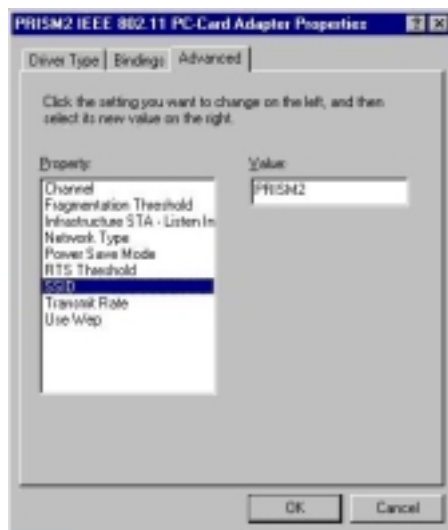 PRISM2 IEEE 802.11 PC-Card Adapter Properties
Driver Type
Bindings
Advanced
Click the setting you want to change on the left, and then
select its new value on the right.
Property:
Value:
Channel
Fragmentation Threshold
Infrastructure STA - Listen In
Network Type
Power Save Mode
RTS Threshold
SSID
Transmit Rate
Use Wep
PRISM2
OK
Cancel